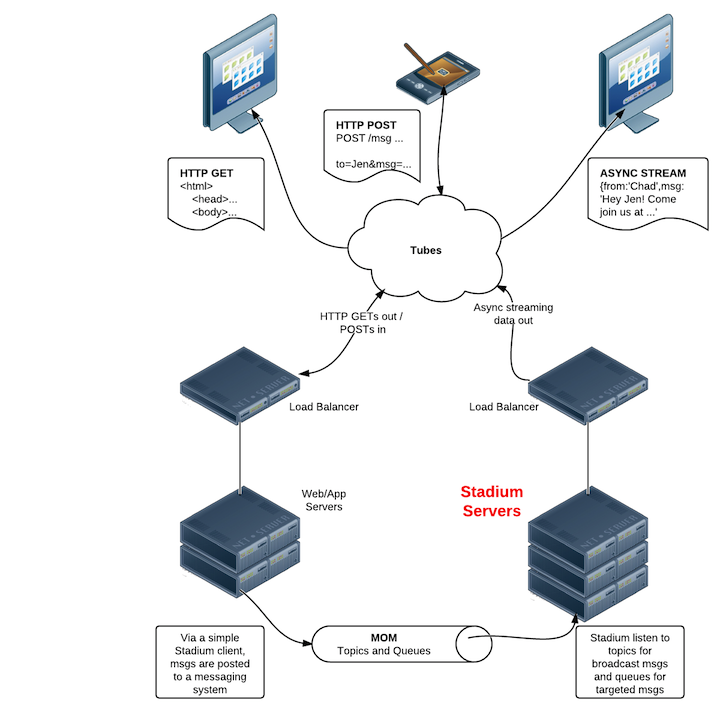 HTTP POST
POST /msg ...
to=Jen&msg=...
HTTP GET
<html>
<head>...
<body>...
ASYNC STREAM
{from:'Chad',msg:
'Hey Jen! Come
join us at ...'
Tubes
HTTP GETs out /
POSTs in
Async streaming
data out
Load Balancer
Load Balancer
Web/App
Servers
Stadium
Servers
Via a simple
Stadium client,
msgs are posted
to a messaging
system
MOM
Topics and Queues
Stadium listen to
topics for
broadcast msgs
and queues for
targeted msgs